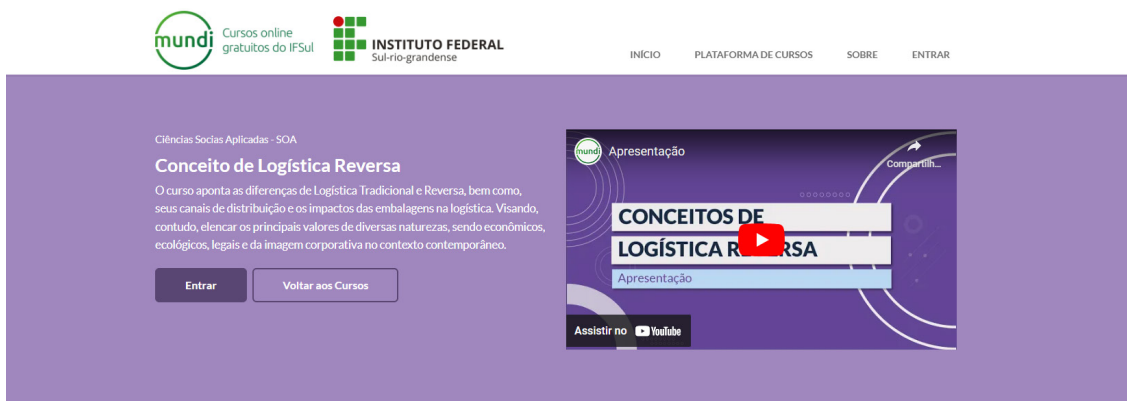 mundi
Cursos online
gratuitos do IFSul
INSTITUTO FEDERAL
Sul-rio-grandense
INÍCIO PLATAFORMA DE CURSOS SOBRE ENTRAR
Ciências Socias Aplicadas - SOA
Conceito de Logística Reversa
O curso aponta as diferenças de Logística Tradicional e Reversa, bem como,
seus canais de distribuição e os impactos das embalagens na logística. Visando,
contudo, elencar os principais valores de diversas naturezas, sendo econômicos,
ecológicos, legais e da imagem corporativa no contexto contemporâneo.
Entrar Voltar aos Cursos
mundi Apresentação
Compartilh...
CONCEITOS DE
LOGÍSTICA
Apresentação
Assistir no YouTube